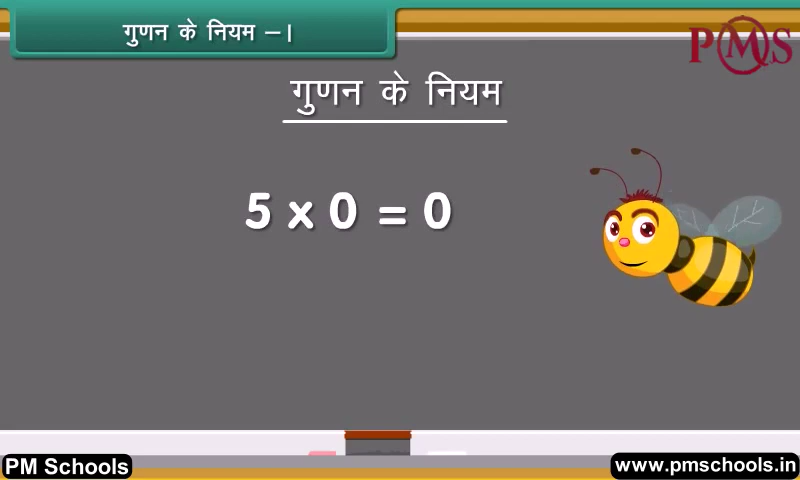 गुणन के नियम –।
PMS
गुणन के नियम
5 x 0 = 0
PM Schools
www.pmschools.in